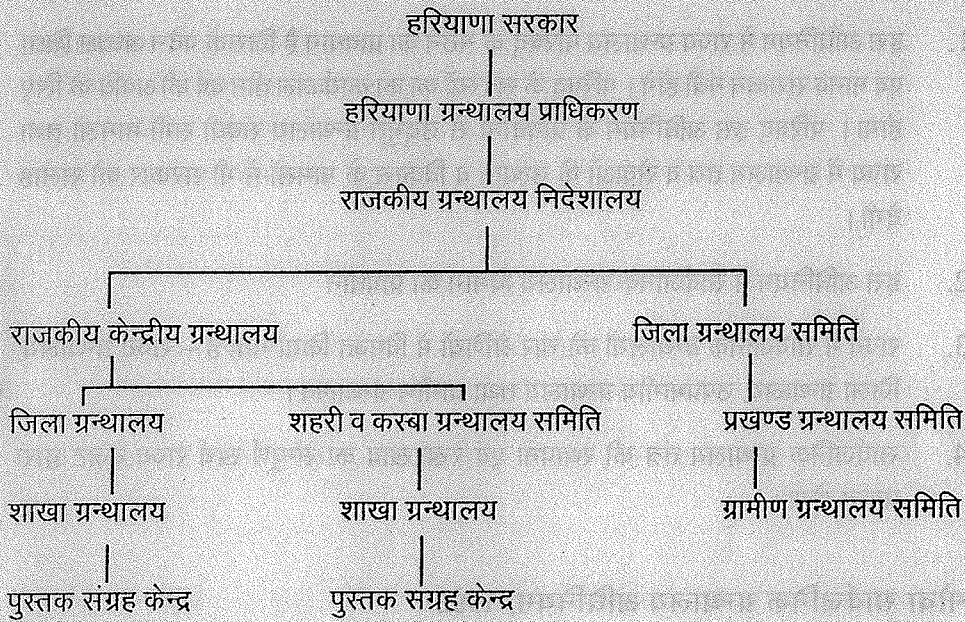 हरियाणा सरकार
हरियाणा ग्रन्थालय प्राधिकरण
राजकीय ग्रन्थालय निदेशालय
राजकीय केन्द्रीय ग्रन्थालय जिला ग्रन्थालय समिति
जिला ग्रन्थालय शहरी व कस्बा ग्रन्थालय समिति प्रखण्ड ग्रन्थालय समिति
शाखा ग्रन्थालय शाखा ग्रन्थालय ग्रामीण ग्रन्थालय समिति
पुस्तक संग्रह केन्द्र पुस्तक सग्रह केन्द्र